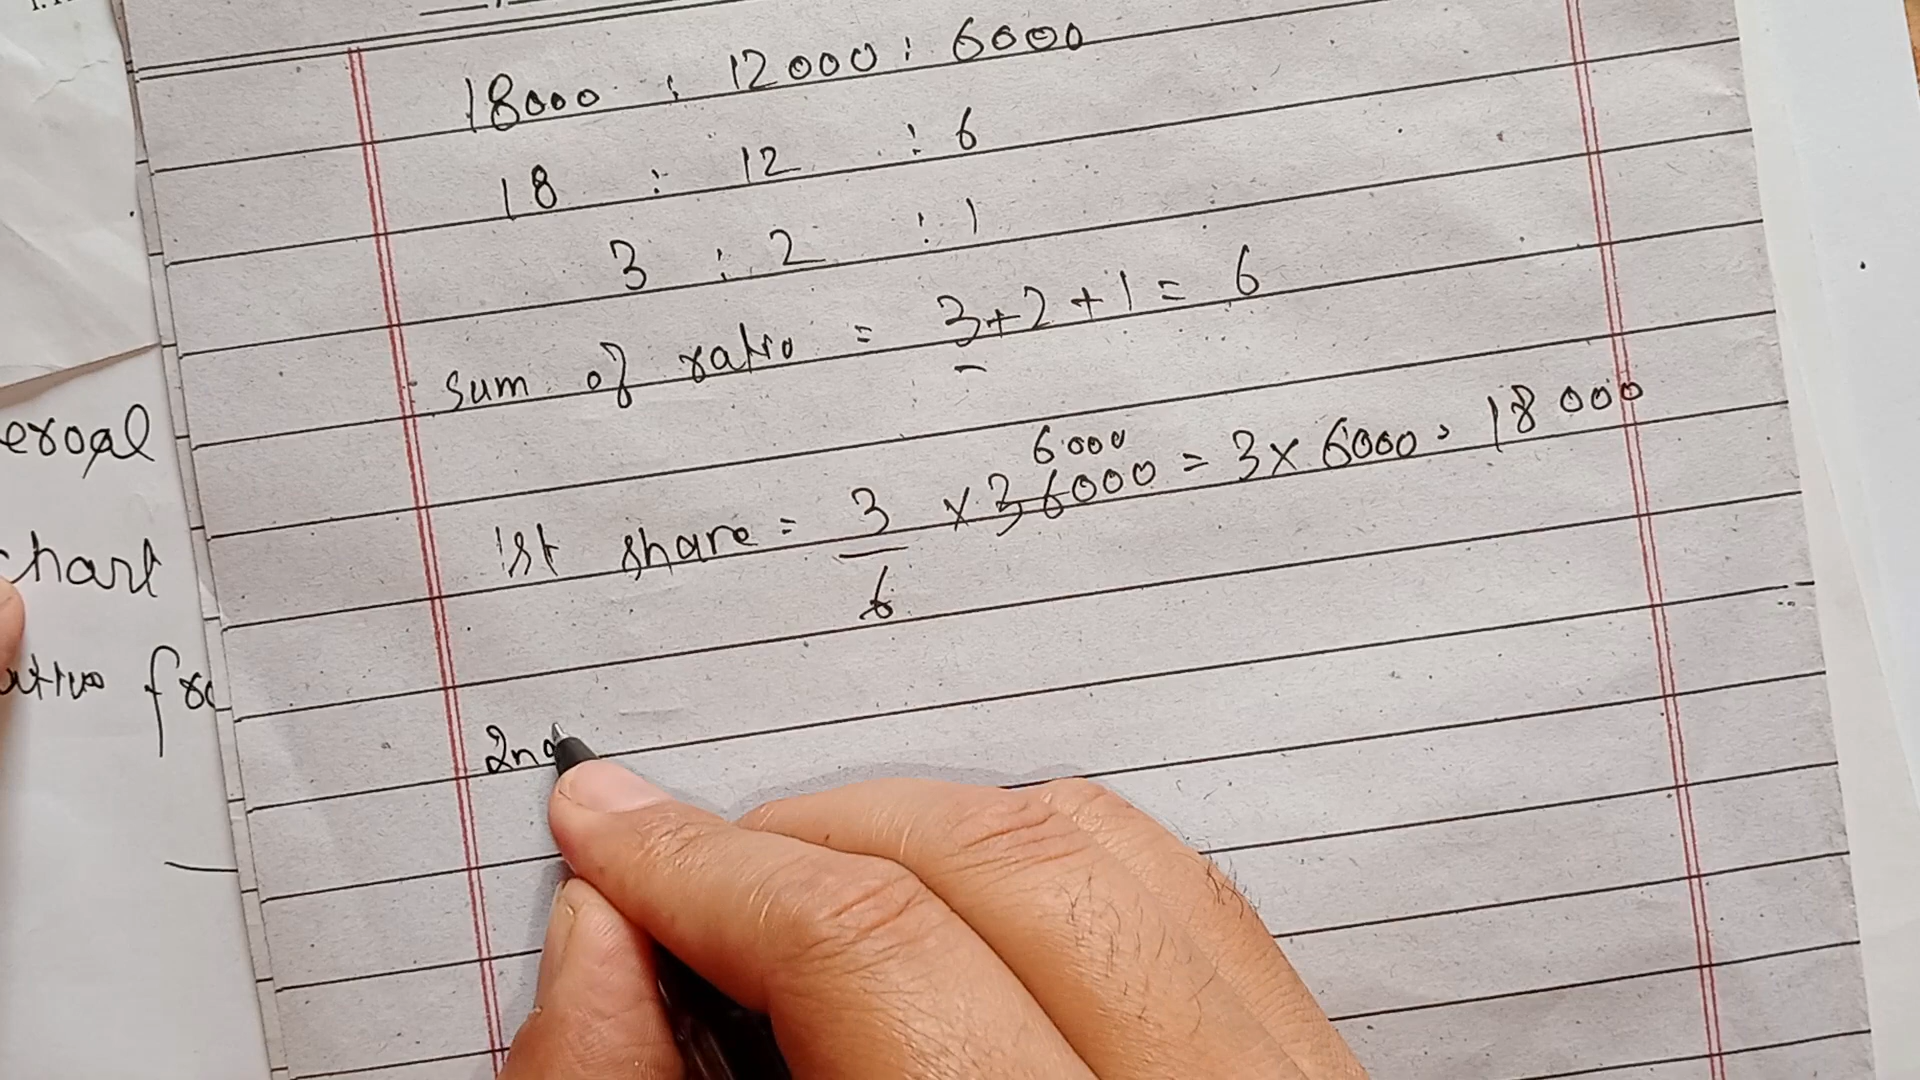 18000 : 12000 : 6000
18 : 12 : 6
3 : 2 : 1
sum of ratio = 3+2+1 = 6
6000
1st share = 3/6 × 36000 = 3 × 6000 = 18000
2nd
eroal
chart
fra